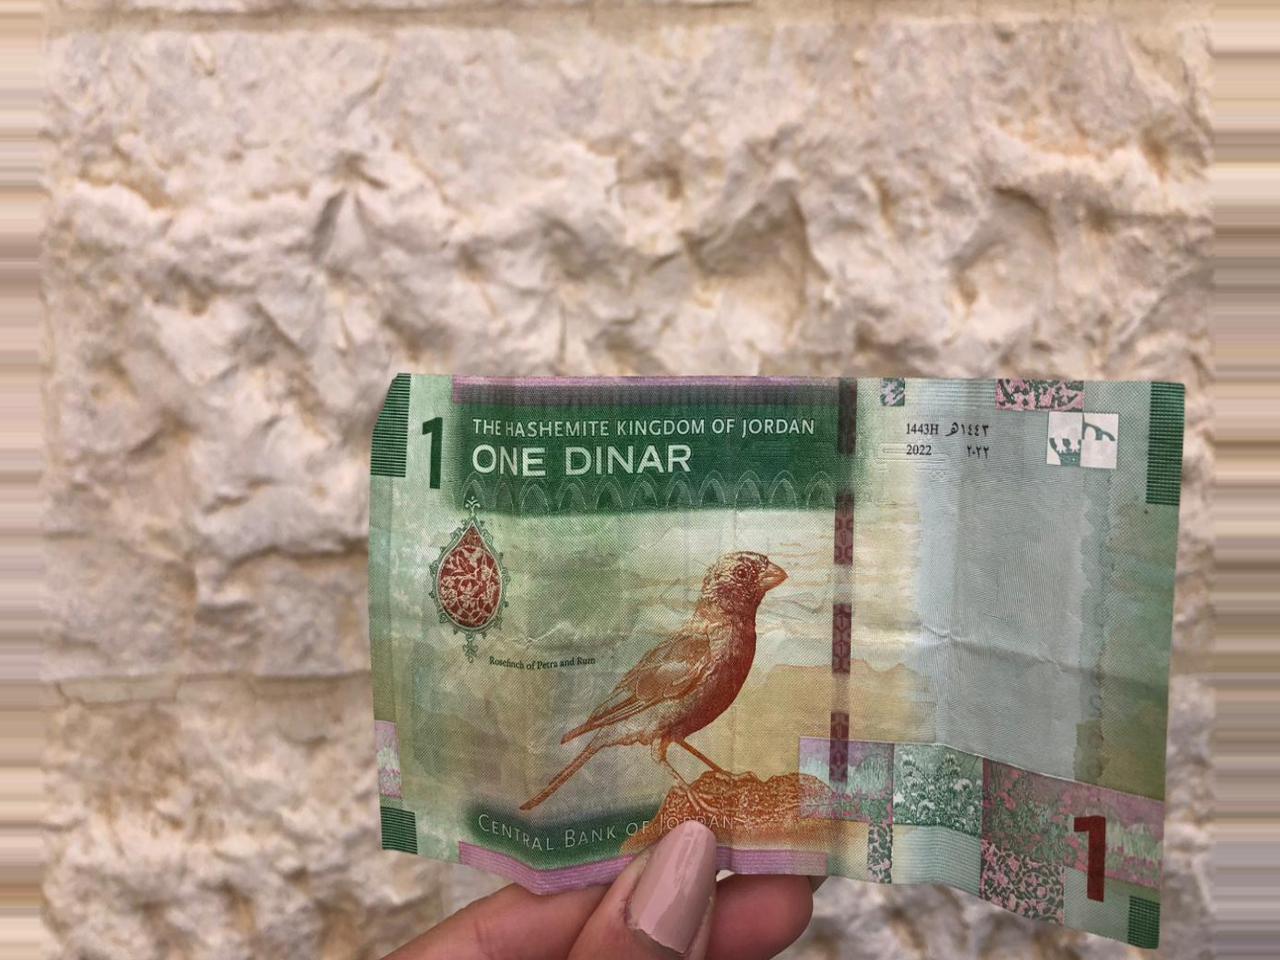 1
THE HASHEMITE KINGDOM OF JORDAN
ONE DINAR
1443H ١٤٤٣هـ
2022 ٢٠٢٢
Rosefinch of Petra and Rum
CENTRAL BANK OF JORDAN
1